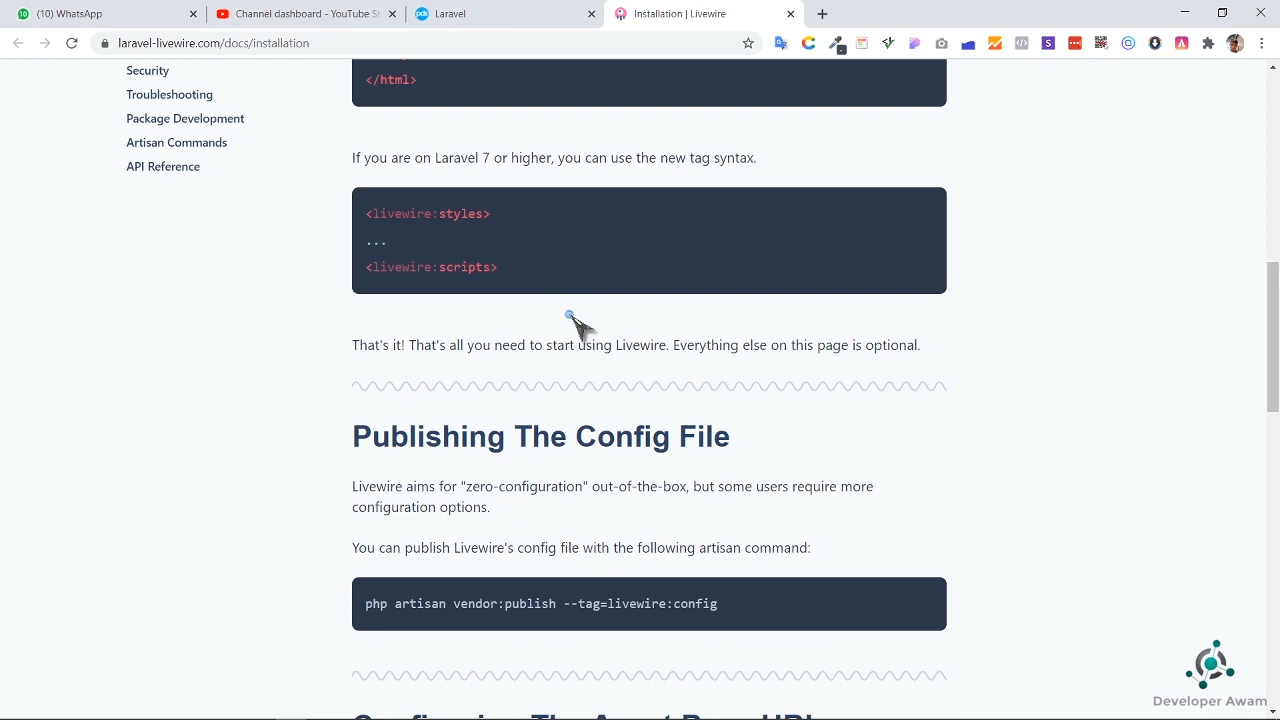 (10) WhatsApp
Channel dashboard - YouTube St
Laravel
Installation | Livewire
laravel-livewire.com/docs/installation
Security
Troubleshooting
Package Development
Artisan Commands
API Reference
</html>
If you are on Laravel 7 or higher, you can use the new tag syntax.
<livewire:styles>
...
<livewire:scripts>
That's it! That's all you need to start using Livewire. Everything else on this page is optional.
Publishing The Config File
Livewire aims for "zero-configuration" out-of-the-box, but some users require more
configuration options.
You can publish Livewire's config file with the following artisan command:
php artisan vendor:publish --tag=livewire:config
Developer Awam